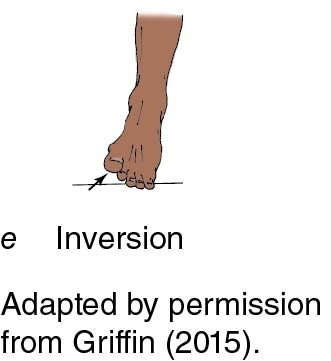 e Inversion
Adapted by permission
from Griffin (2015).